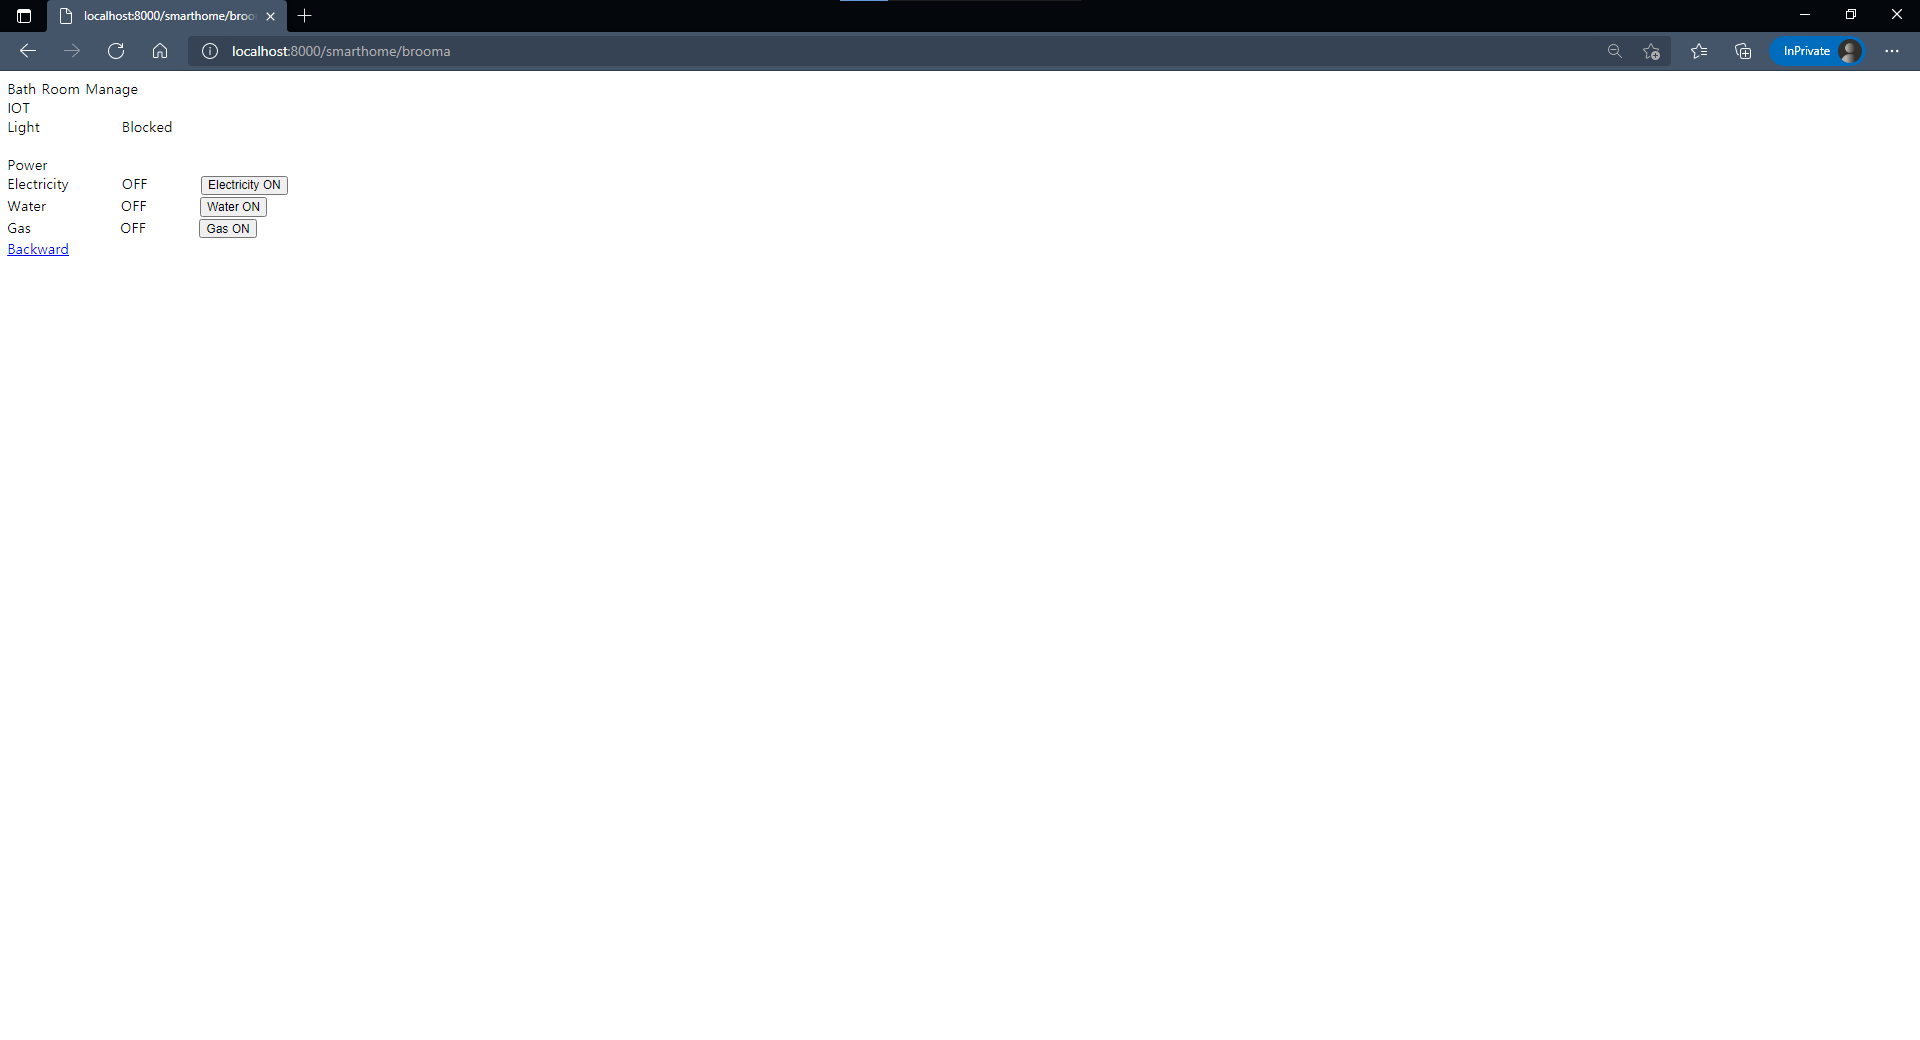 localhost:8000/smarthome/broo
localhost:8000/smarthome/brooma
InPrivate
Bath Room Manage
IOT
Light Blocked
Power
Electricity OFF Electricity ON
Water OFF Water ON
Gas OFF Gas ON
Backward